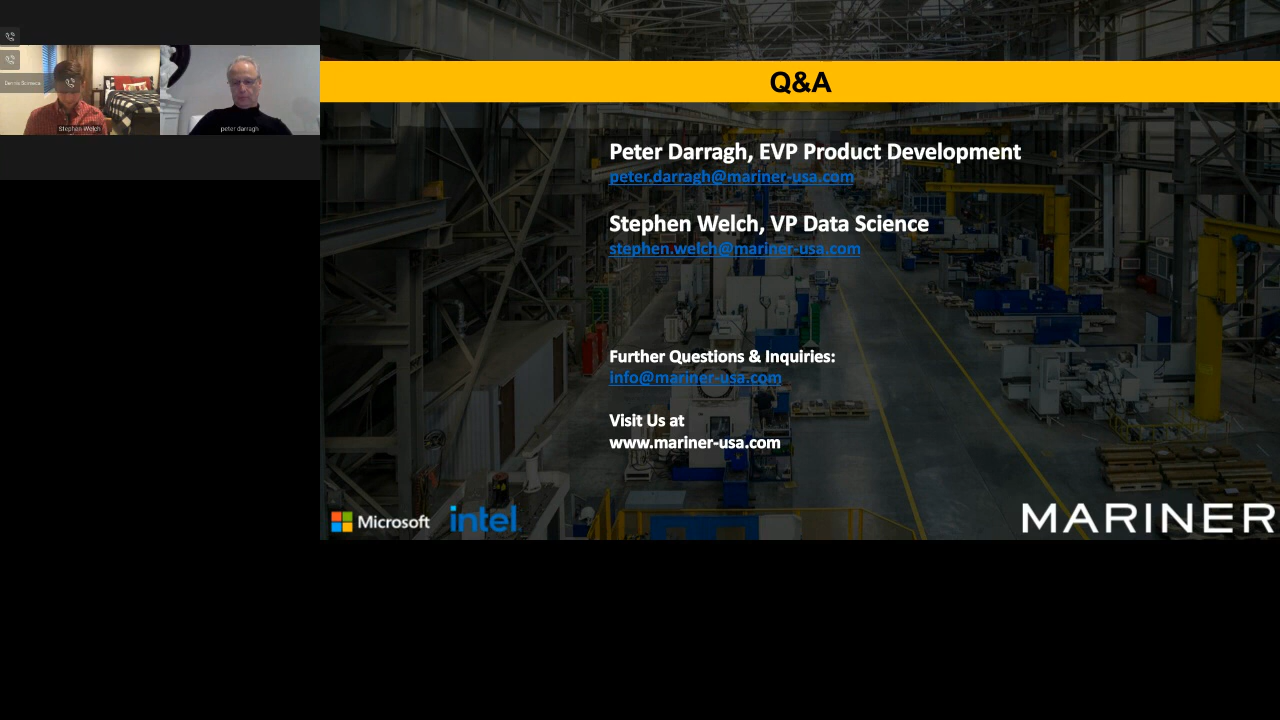 Stephen Welch
peter darragh
Q&A
Peter Darragh, EVP Product Development
peter.darragh@mariner-usa.com
Stephen Welch, VP Data Science
stephen.welch@mariner-usa.com
Further Questions & Inquiries:
info@mariner-usa.com
Visit Us at
www.mariner-usa.com
Microsoft
intel
MARINER